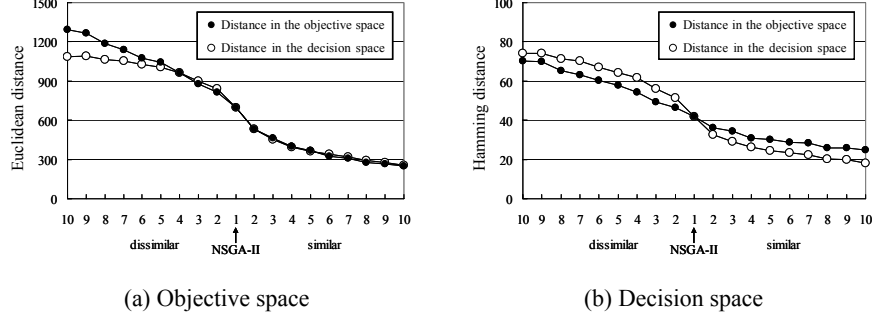 1500
1200
900
600
300
0
Euclidean distance
Distance in the objective space
Distance in the decision space
10 9 8 7 6 5 4 3 2 1 2 3 4 5 6 7 8 9 10
dissimilar
NSGA-II
similar
(a) Objective space
100
80
60
40
20
0
Hamming distance
Distance in the objective space
Distance in the decision space
10 9 8 7 6 5 4 3 2 1 2 3 4 5 6 7 8 9 10
dissimilar
NSGA-II
similar
(b) Decision space